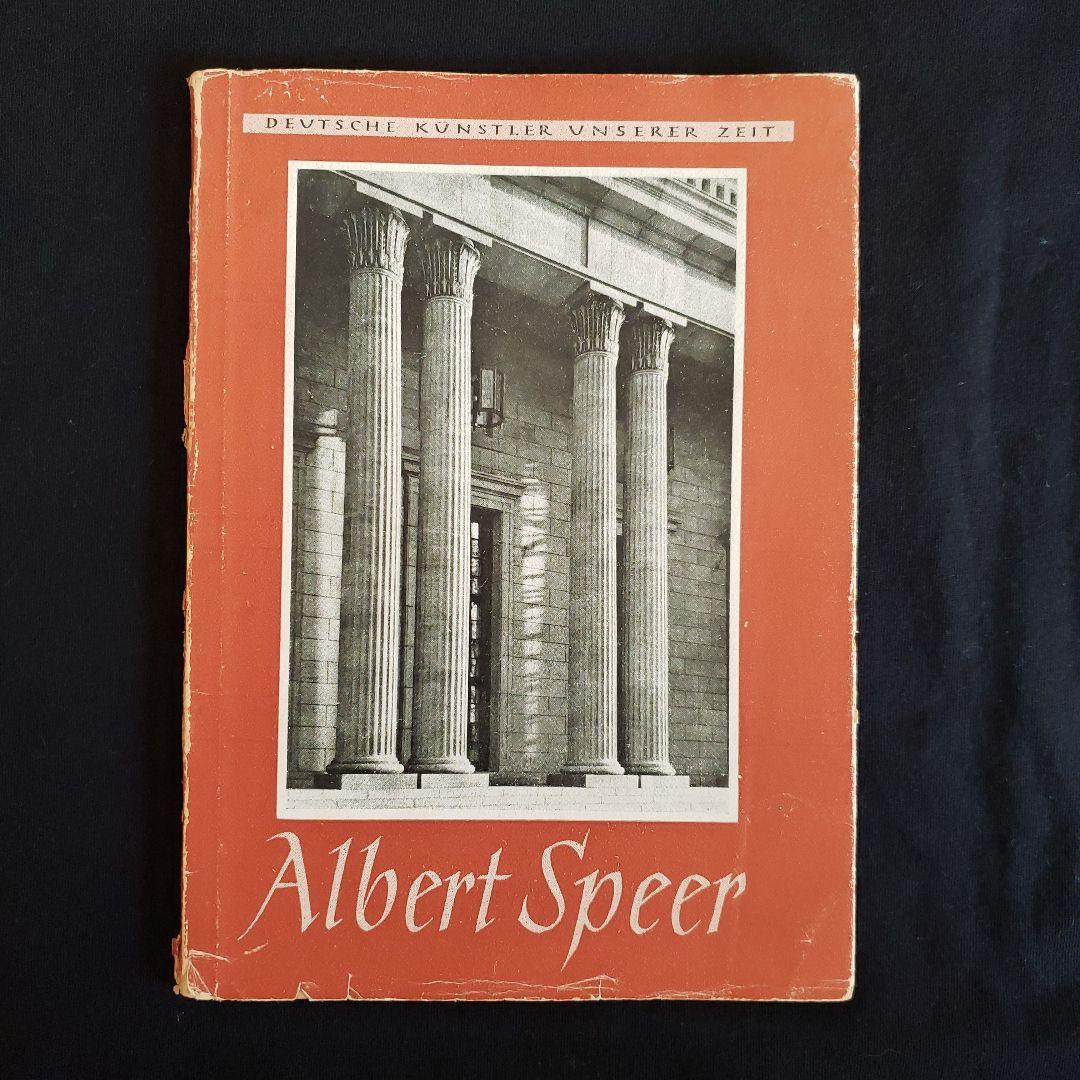 DEUTSCHE KÜNSTLER UNSERER ZEIT
Albert Speer